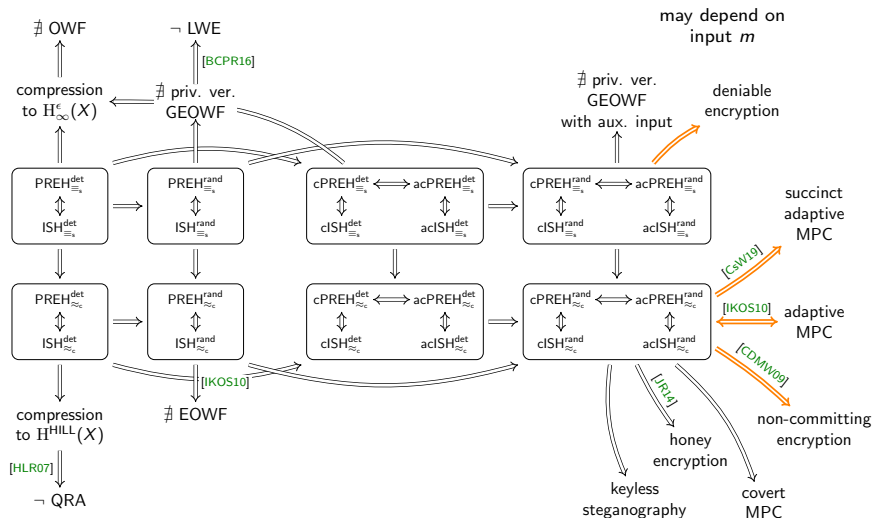 ∄ OWF
¬ LWE
may depend on
input m
[BCPR16]
compression
to H^ϵ_∞(X)
∄ priv. ver.
GEOWF
∄ priv. ver.
GEOWF
with aux. input
deniable
encryption
PREH^det_≡s
ISH^det_≡s
PREH^rand_≡s
ISH^rand_≡s
cPREH^det_≡s ⟺ acPREH^det_≡s
cISH^det_≡s acISH^det_≡s
cPREH^rand_≡s ⟺ acPREH^rand_≡s
cISH^rand_≡s acISH^rand_≡s
succinct
adaptive
MPC
[CsW19]
PREH^det_≈c
ISH^det_≈c
PREH^rand_≈c
ISH^rand_≈c
cPREH^det_≈c ⟺ acPREH^det_≈c
cISH^det_≈c acISH^det_≈c
cPREH^rand_≈c ⟺ acPREH^rand_≈c
cISH^rand_≈c acISH^rand_≈c
[IKOS10]
adaptive
MPC
[CDMW09]
non-committing
encryption
[IKOS10]
compression
to H^HILL(X)
∄ EOWF
[JR14]
honey
encryption
[HLR07]
¬ QRA
keyless
steganography
covert
MPC